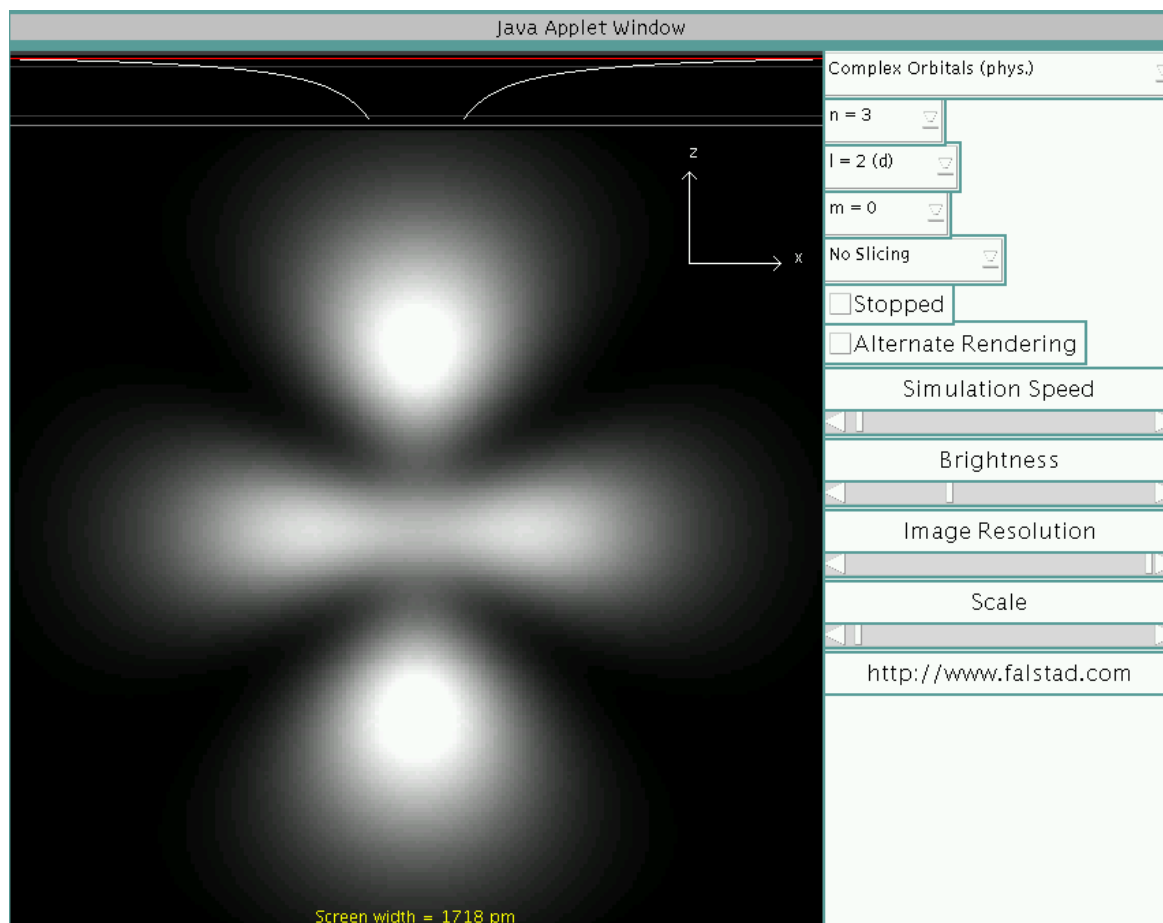 Java Applet Window
Complex Orbitals (phys.)
n = 3
l = 2 (d)
m = 0
No Slicing
Stopped
Alternate Rendering
Simulation Speed
Brightness
Image Resolution
Scale
http://www.falstad.com
z
x
Screen width = 1718 pm